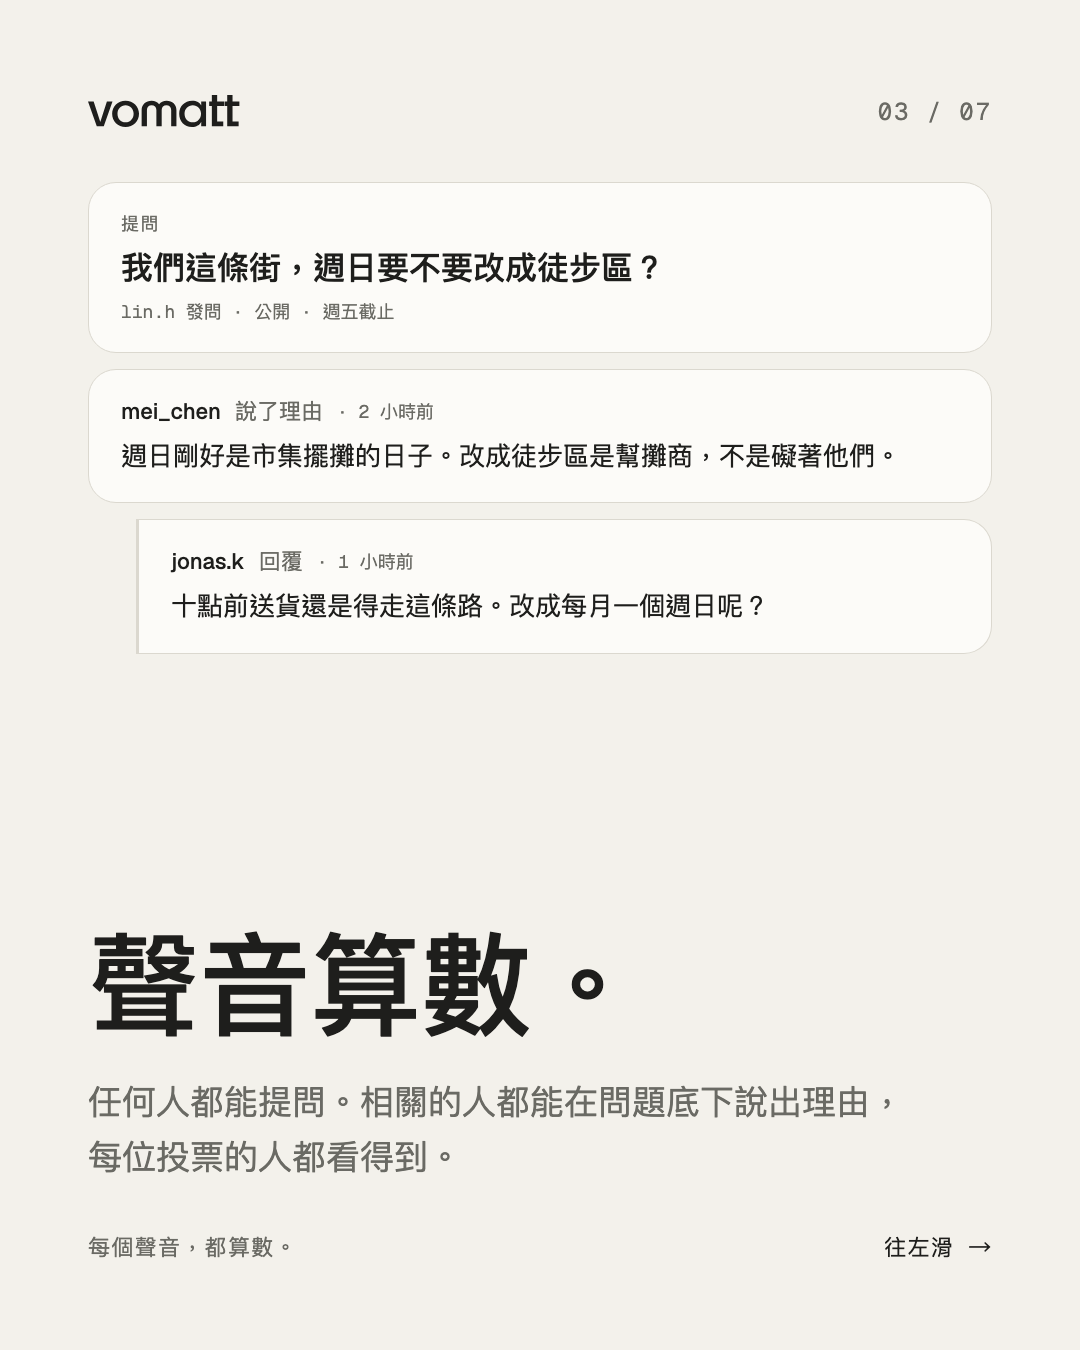 vomatt
03 / 07
提問
我們這條街，週日要不要改成徒步區？
lin.h 發問 · 公開 · 週五截止
mei_chen 說了理由 · 2 小時前
週日剛好是市集擺攤的日子。改成徒步區是幫攤商，不是礙著他們。
jonas.k 回覆 · 1 小時前
十點前送貨還是得走這條路。改成每月一個週日呢？
聲音算數。
任何人都能提問。相關的人都能在問題底下說出理由，
每位投票的人都看得到。
每個聲音，都算數。
往左滑 →